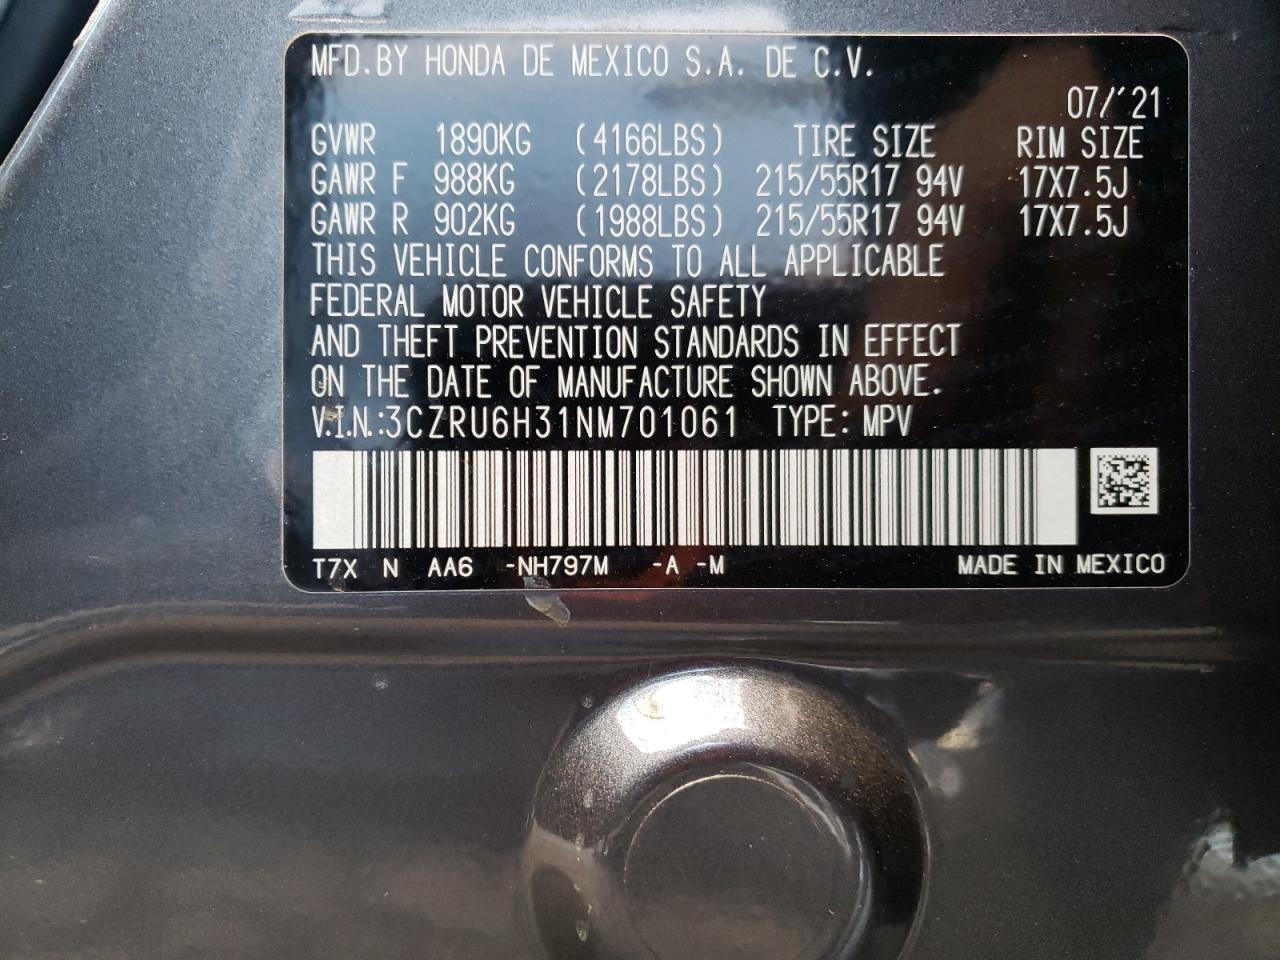 MFD.BY HONDA DE MEXICO S.A. DE C.V.
07/'21
GVWR 1890KG (4166LBS) TIRE SIZE RIM SIZE
GAWR F 988KG (2178LBS) 215/55R17 94V 17X7.5J
GAWR R 902KG (1988LBS) 215/55R17 94V 17X7.5J
THIS VEHICLE CONFORMS TO ALL APPLICABLE
FEDERAL MOTOR VEHICLE SAFETY
AND THEFT PREVENTION STANDARDS IN EFFECT
ON THE DATE OF MANUFACTURE SHOWN ABOVE.
V.I.N.:3CZRU6H31NM701061 TYPE: MPV
T7X N AA6 -NH797M -A -M MADE IN MEXICO